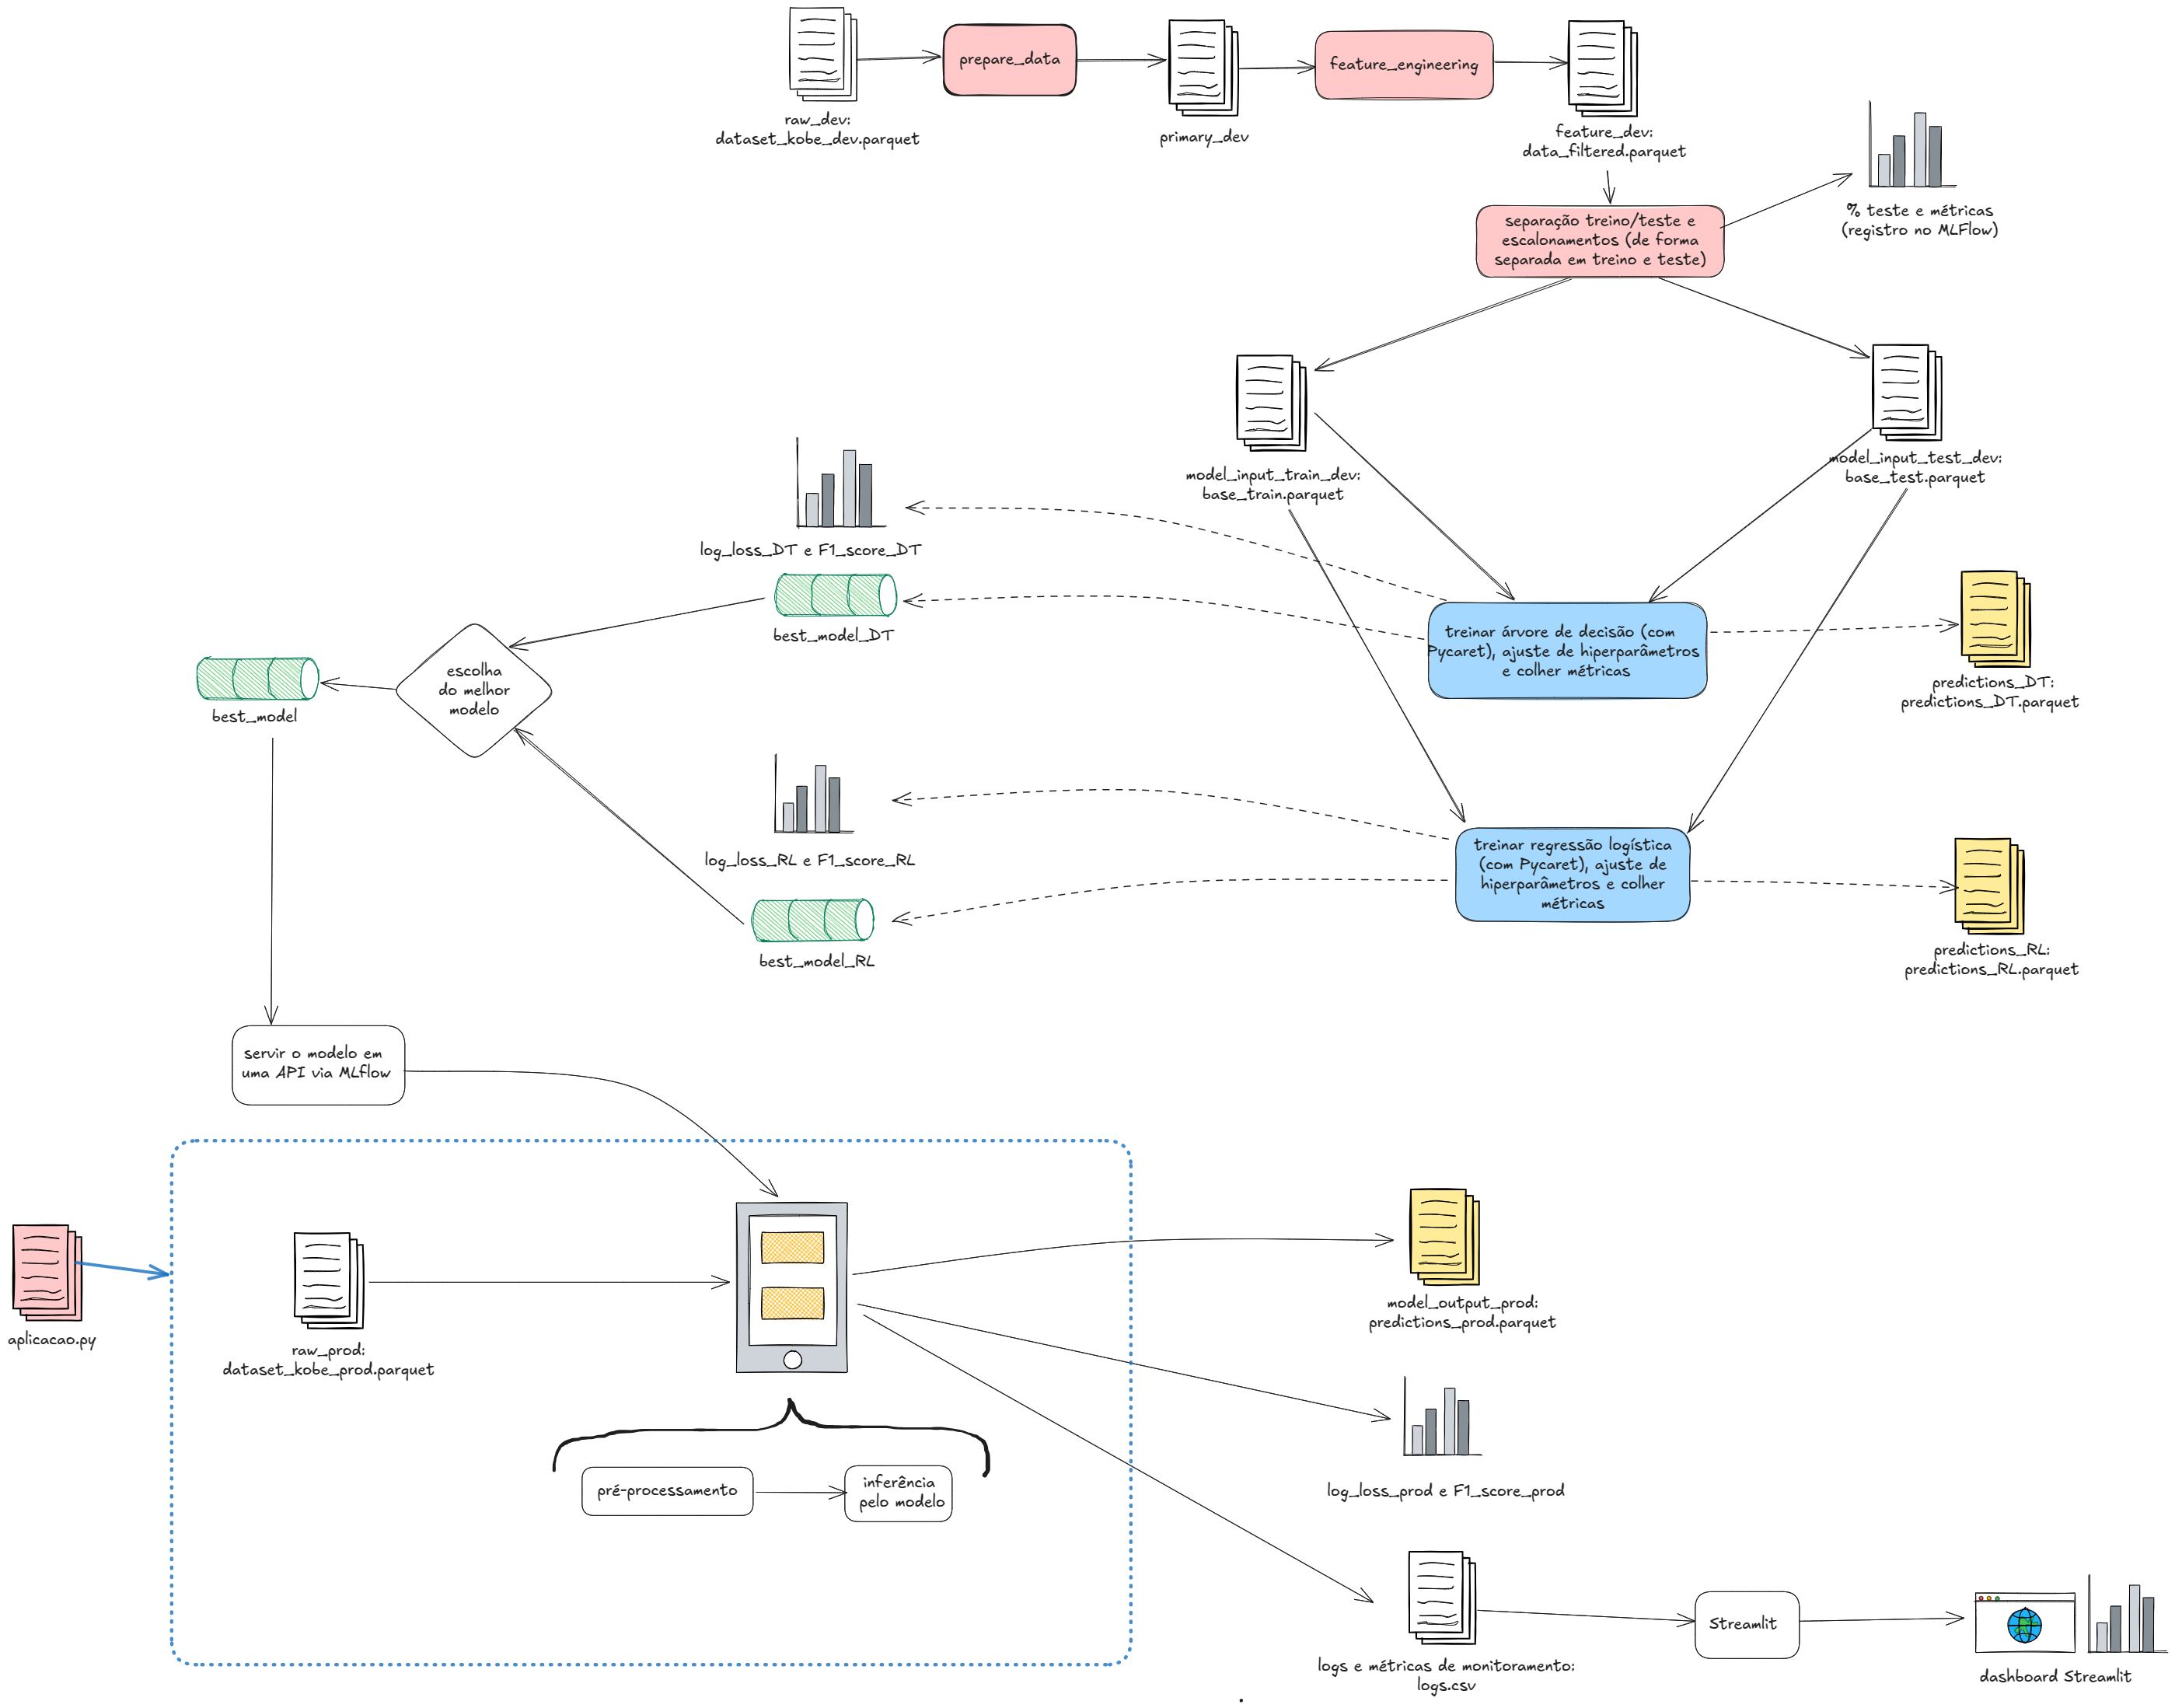 raw_dev:
dataset_kobe_dev.parquet
prepare_data
primary_dev
feature_engineering
feature_dev:
data_filtered.parquet
separação treino/teste e
escalonamentos (de forma
separada em treino e teste)
% teste e métricas
(registro no MLFlow)
model_input_train_dev:
base_train.parquet
model_input_test_dev:
base_test.parquet
log_loss_DT e F1_score_DT
best_model_DT
treinar árvore de decisão (com
Pycaret), ajuste de hiperparâmetros
e colher métricas
predictions_DT:
predictions_DT.parquet
escolha
do melhor
modelo
best_model
log_loss_RL e F1_score_RL
best_model_RL
treinar regressão logística
(com Pycaret), ajuste de
hiperparâmetros e colher
métricas
predictions_RL:
predictions_RL.parquet
servir o modelo em
uma API via MLflow
aplicacao.py
raw_prod:
dataset_kobe_prod.parquet
pré-processamento
inferência
pelo modelo
model_output_prod:
predictions_prod.parquet
log_loss_prod e F1_score_prod
logs e métricas de monitoramento:
logs.csv
Streamlit
dashboard Streamlit